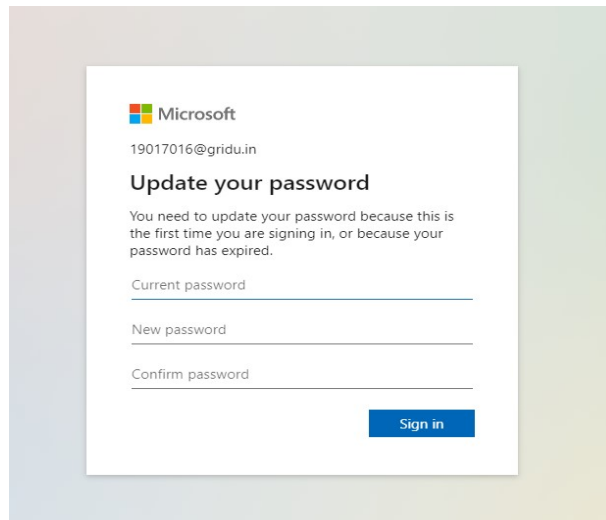 Microsoft
19017016@gridu.in
Update your password
You need to update your password because this is
the first time you are signing in, or because your
password has expired.
Current password
New password
Confirm password
Sign in